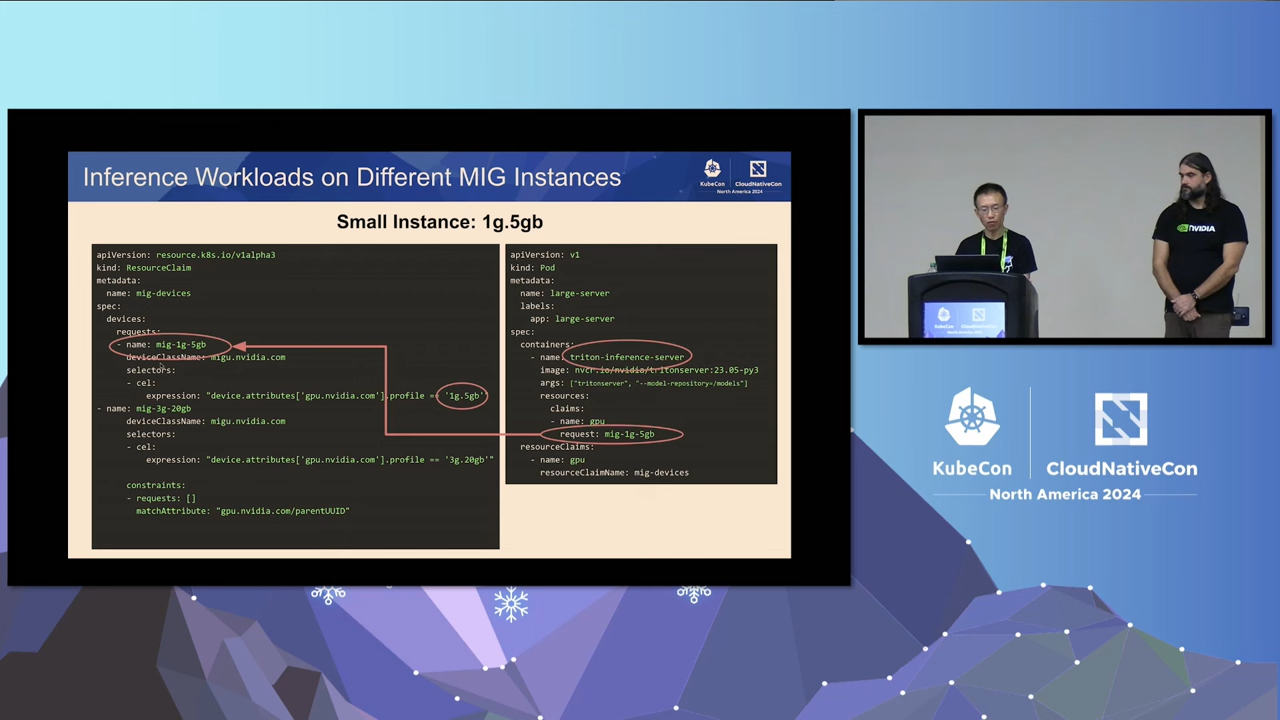 Inference Workloads on Different MIG Instances
KubeCon
CloudNativeCon
North America 2024
Small Instance: 1g.5gb
apiVersion: resource.k8s.io/v1alpha3
kind: ResourceClaim
metadata:
name: mig-devices
spec:
devices:
requests:
- name: mig-1g-5gb
deviceClassName: migu.nvidia.com
selectors:
- cel:
expression: "device.attributes['gpu.nvidia.com'].profile == '1g.5gb'"
- name: mig-3g-20gb
deviceClassName: migu.nvidia.com
selectors:
- cel:
expression: "device.attributes['gpu.nvidia.com'].profile == '3g.20gb'"
constraints:
- requests: []
matchAttribute: "gpu.nvidia.com/parentUUID"
apiVersion: v1
kind: Pod
metadata:
name: large-server
labels:
app: large-server
spec:
containers:
- name: triton-inference-server
image: nvcr.io/nvidia/tritonserver:23.05-py3
args: ["tritonserver", "--model-repository=/models"]
resources:
claims:
- name: gpu
request: mig-1g-5gb
resourceClaims:
- name: gpu
resourceClaimName: mig-devices
NVIDIA
KubeCon
CloudNativeCon
KubeCon
CloudNativeCon
North America 2024